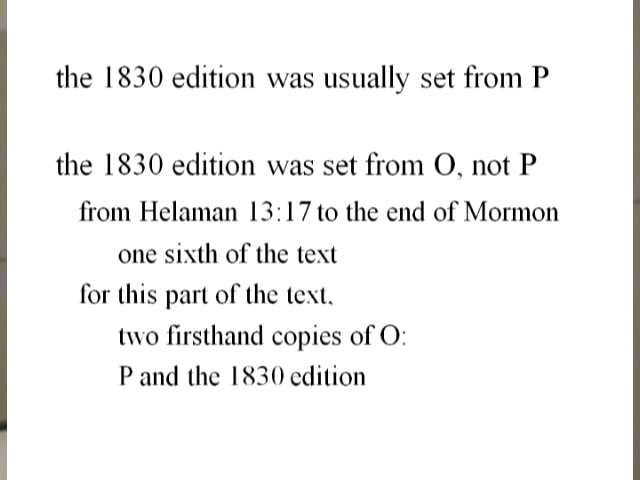 the 1830 edition was usually set from P
the 1830 edition was set from O, not P
from Helaman 13:17 to the end of Mormon
one sixth of the text
for this part of the text,
two firsthand copies of O:
P and the 1830 edition